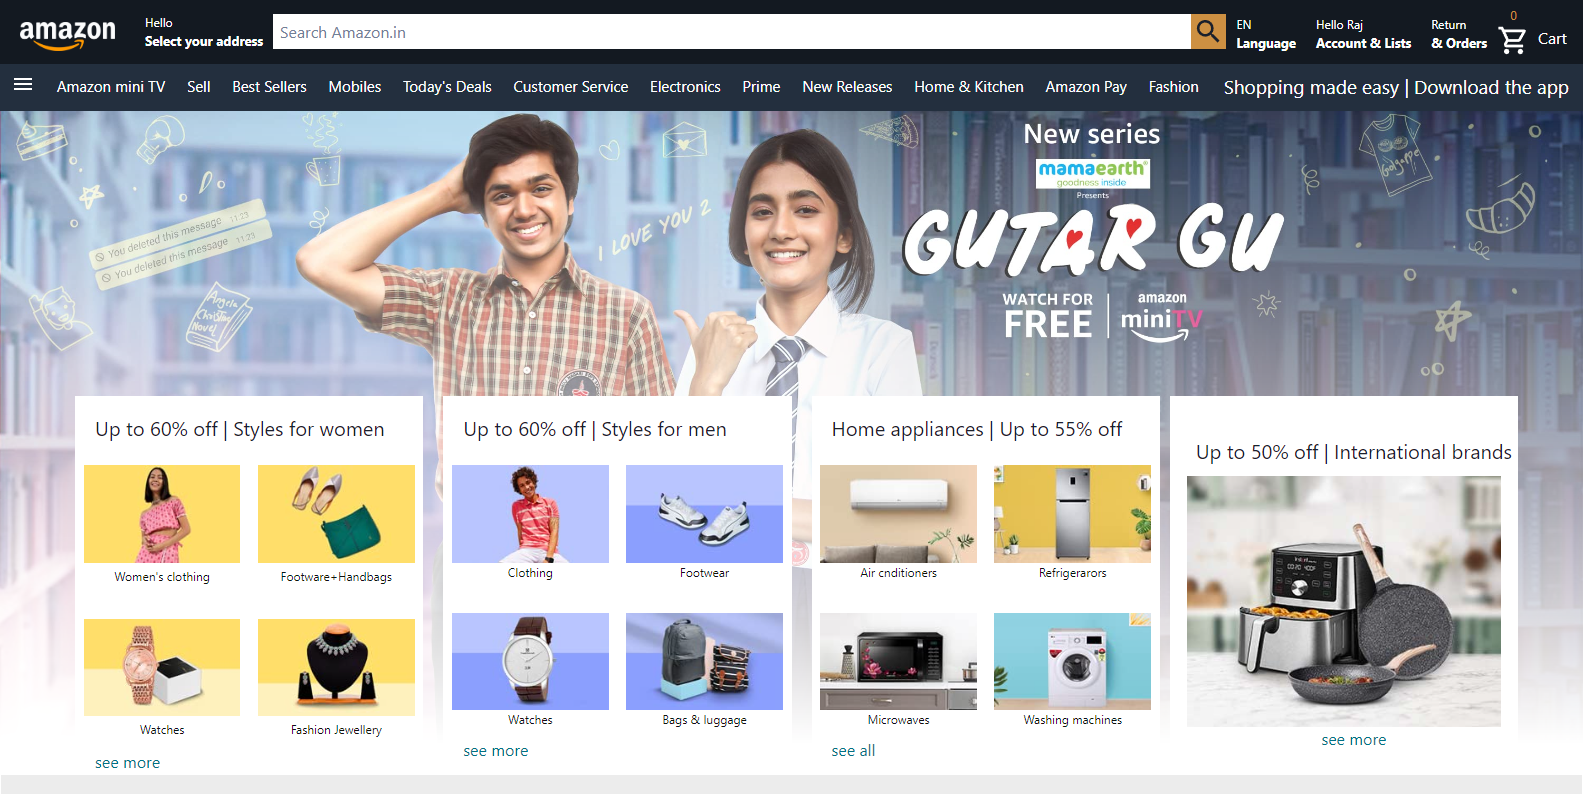 amazon
Hello
Select your address
Search Amazon.in
EN
Language
Hello Raj
Account & Lists
Return
& Orders
0
Cart
Amazon mini TV
Sell
Best Sellers
Mobiles
Today's Deals
Customer Service
Electronics
Prime
New Releases
Home & Kitchen
Amazon Pay
Fashion
Shopping made easy | Download the app
New series
mamaearth
goodness inside
Presents
GUTAR GU
WATCH FOR
FREE
amazon
miniTV
I LOVE YOU 2
You deleted this message 11:23
You deleted this message 11:23
Angela
Christian
Novel
Golgappe
Up to 60% off | Styles for women
Women's clothing
Footware+Handbags
Watches
Fashion Jewellery
see more
Up to 60% off | Styles for men
Clothing
Footwear
Watches
Bags & luggage
see more
Home appliances | Up to 55% off
Air cnditioners
Refrigerarors
Microwaves
Washing machines
see all
Up to 50% off | International brands
see more